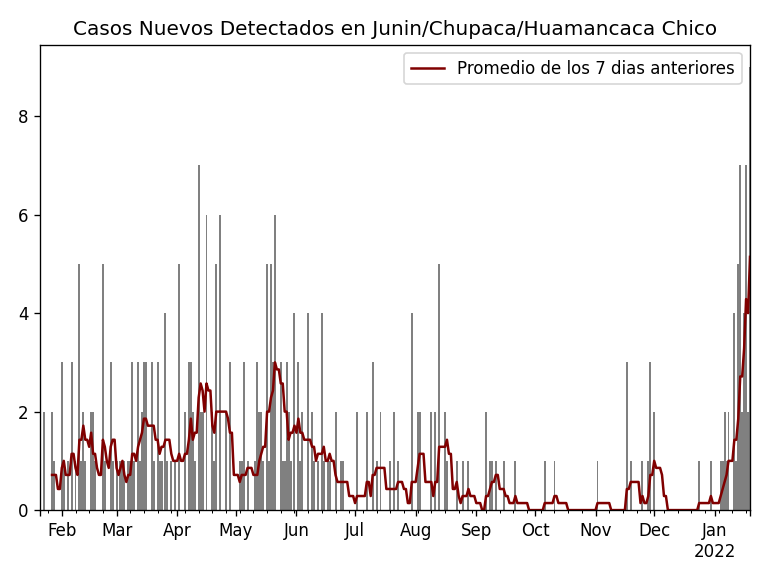 Casos Nuevos Detectados en Junin/Chupaca/Huamancaca Chico
Promedio de los 7 dias anteriores
8
6
4
2
0
Feb Mar Apr May Jun Jul Aug Sep Oct Nov Dec Jan
2022